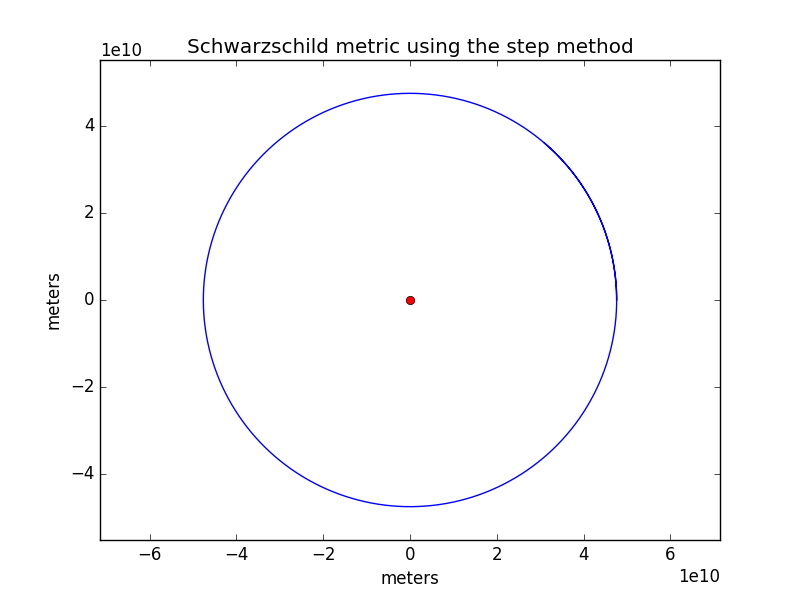 Schwarzschild metric using the step method
1e10
4
2
0
−2
−4
meters
−6 −4 −2 0 2 4 6
meters
1e10